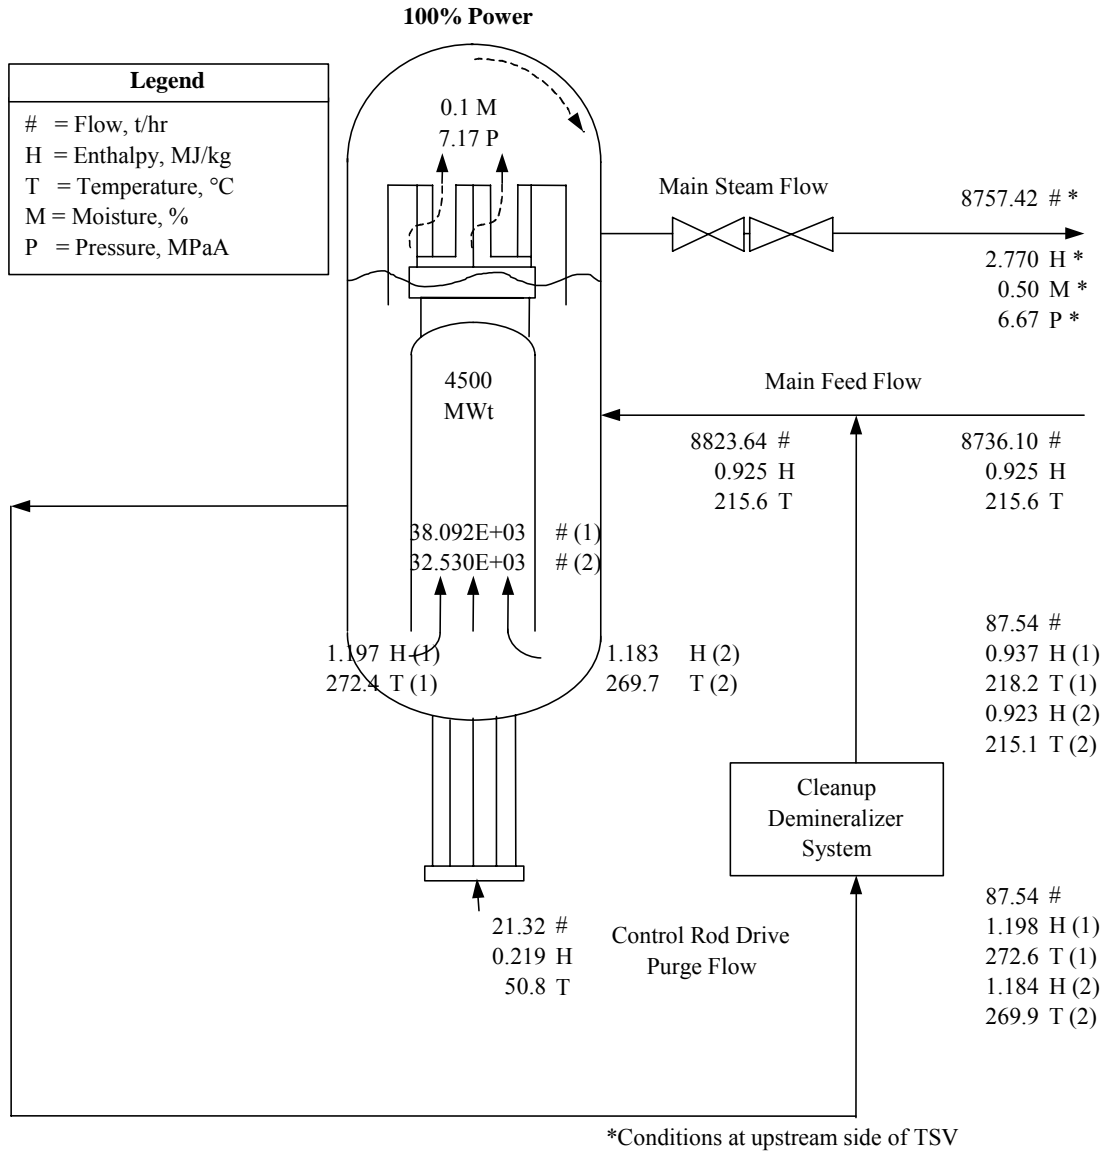 100% Power
Legend
# = Flow, t/hr
H = Enthalpy, MJ/kg
T = Temperature, °C
M = Moisture, %
P = Pressure, MPaA
0.1 M
7.17 P
Main Steam Flow
8757.42 # *
2.770 H *
0.50 M *
6.67 P *
4500
MWt
Main Feed Flow
8823.64 #
0.925 H
215.6 T
8736.10 #
0.925 H
215.6 T
38.092E+03 # (1)
32.530E+03 # (2)
1.197 H (1)
272.4 T (1)
1.183 H (2)
269.7 T (2)
87.54 #
0.937 H (1)
218.2 T (1)
0.923 H (2)
215.1 T (2)
Cleanup
Demineralizer
System
21.32 #
0.219 H
50.8 T
Control Rod Drive
Purge Flow
87.54 #
1.198 H (1)
272.6 T (1)
1.184 H (2)
269.9 T (2)
*Conditions at upstream side of TSV